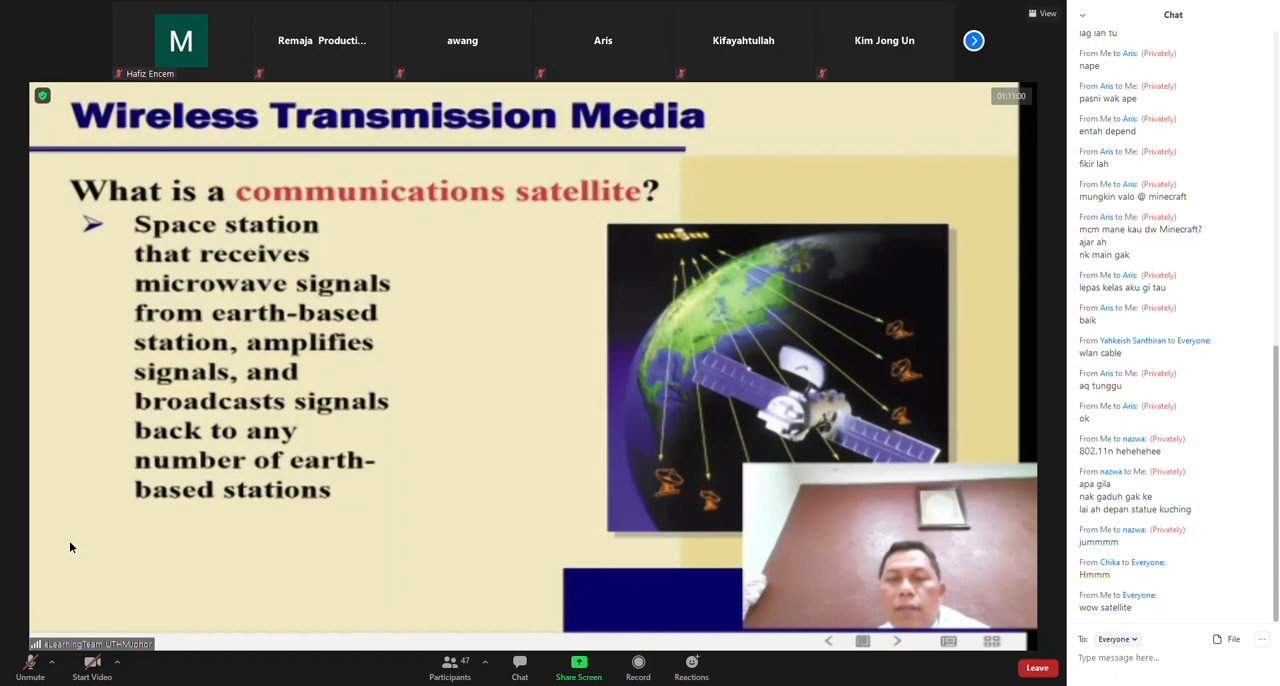 View
M
Hafiz Encem
Remaja Producti...
awang
Aris
Kifayahtullah
Kim Jong Un
01:11:00
Wireless Transmission Media
What is a communications satellite?
Space station
that receives
microwave signals
from earth-based
station, amplifies
signals, and
broadcasts signals
back to any
number of earth-
based stations
eLearningTeam UTHMJohor
Unmute
Start Video
47
Participants
Chat
Share Screen
Record
Reactions
Leave
Chat
lag lah tu
From Me to Aris: (Privately)
nape
From Aris to Me: (Privately)
pasni wak ape
From Me to Aris: (Privately)
entah depend
From Aris to Me: (Privately)
fikir lah
From Me to Aris: (Privately)
mungkin valo @ minecraft
From Aris to Me: (Privately)
mcm mane kau dw Minecraft?
ajar ah
nk main gak
From Me to Aris: (Privately)
lepas kelas aku gi tau
From Aris to Me: (Privately)
baik
From Yahkeish Santhiran to Everyone:
wlan cable
From Aris to Me: (Privately)
aq tunggu
From Me to Aris: (Privately)
ok
From Me to nazwa: (Privately)
802.11n hehehehee
From nazwa to Me: (Privately)
apa gila
nak gaduh gak ke
lai ah depan statue kuching
From Me to nazwa: (Privately)
jummmm
From Chika to Everyone:
Hmmm
From Me to Everyone:
wow satellite
To: Everyone
File
Type message here...